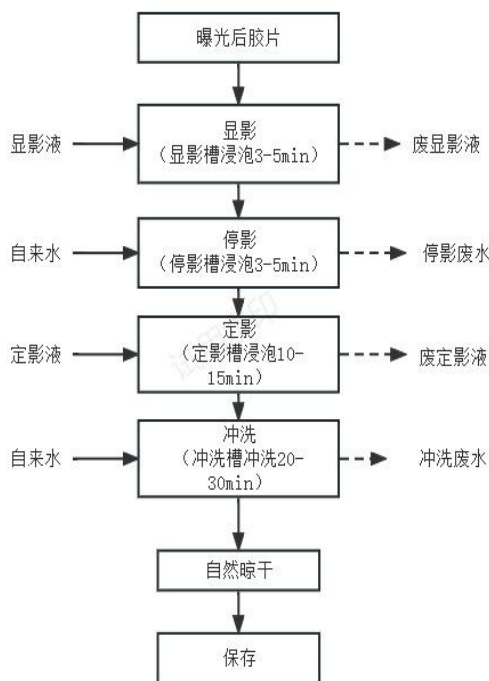 曝光后胶片
显影液
显影
（显影槽浸泡3-5min）
废显影液
自来水
停影
（停影槽浸泡3-5min）
停影废水
定影液
定影
（定影槽浸泡10-
15min）
废定影液
自来水
冲洗
（冲洗槽冲洗20-
30min）
冲洗废水
自然晾干
保存